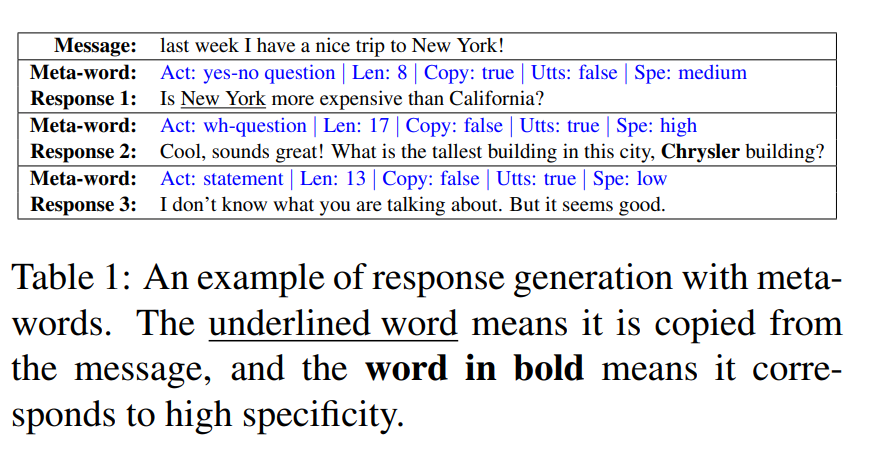 Message: last week I have a nice trip to New York!
Meta-word: Act: yes-no question | Len: 8 | Copy: true | Utts: false | Spe: medium
Response 1: Is New York more expensive than California?
Meta-word: Act: wh-question | Len: 17 | Copy: false | Utts: true | Spe: high
Response 2: Cool, sounds great! What is the tallest building in this city, Chrysler building?
Meta-word: Act: statement | Len: 13 | Copy: false | Utts: true | Spe: low
Response 3: I don't know what you are talking about. But it seems good.
Table 1: An example of response generation with meta-
words. The underlined word means it is copied from
the message, and the word in bold means it corre-
sponds to high specificity.